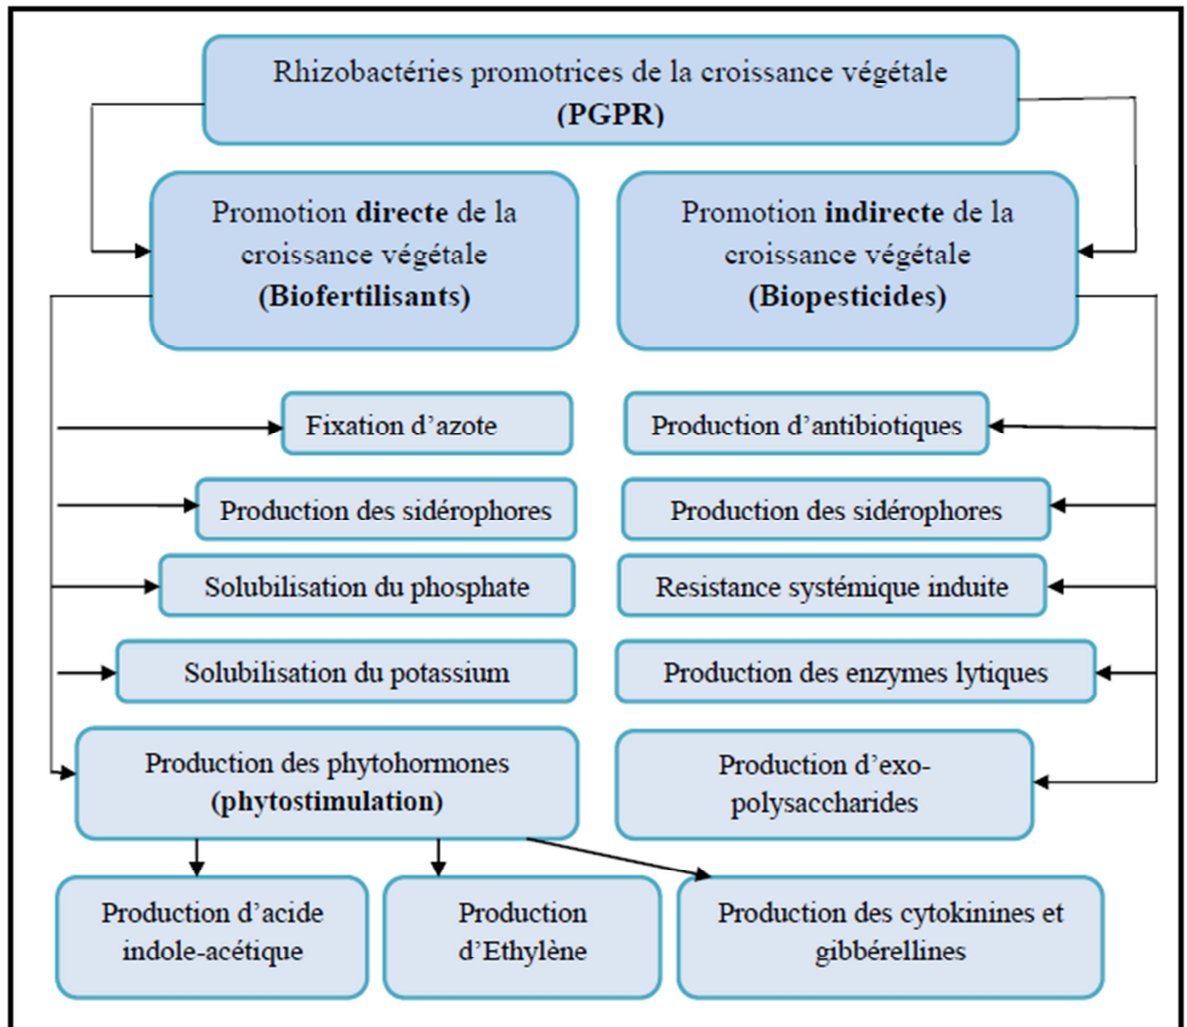 Rhizobactéries promotrices de la croissance végétale
(PGPR)
Promotion directe de la
croissance végétale
(Biofertilisants)
Promotion indirecte de la
croissance végétale
(Biopesticides)
Fixation d’azote
Production d’antibiotiques
Production des sidérophores
Production des sidérophores
Solubilisation du phosphate
Resistance systémique induite
Solubilisation du potassium
Production des enzymes lytiques
Production des phytohormones
(phytostimulation)
Production d’exo-
polysaccharides
Production d’acide
indole-acétique
Production
d’Ethylène
Production des cytokinines et
gibbérellines